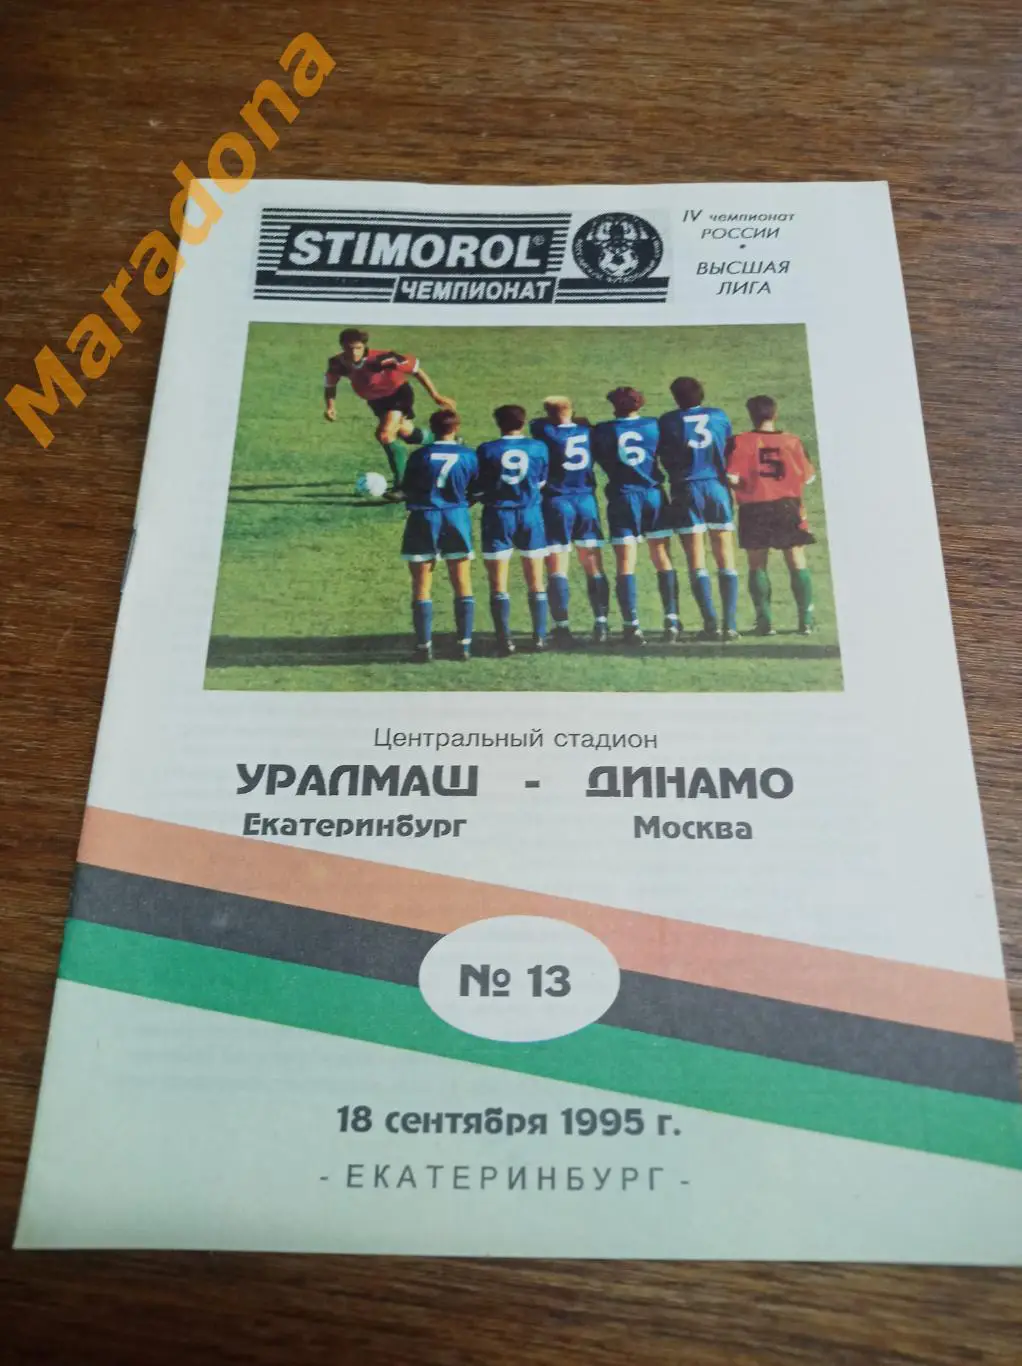 Maradona
STIMOROL®
ЧЕМПИОНАТ
IV чемпионат
РОССИИ
•
ВЫСШАЯ
ЛИГА
7 9 5 6 3 5
Центральный стадион
УРАЛМАШ - ДИНАМО
Екатеринбург Москва
№ 13
18 сентября 1995 г.
- ЕКАТЕРИНБУРГ -